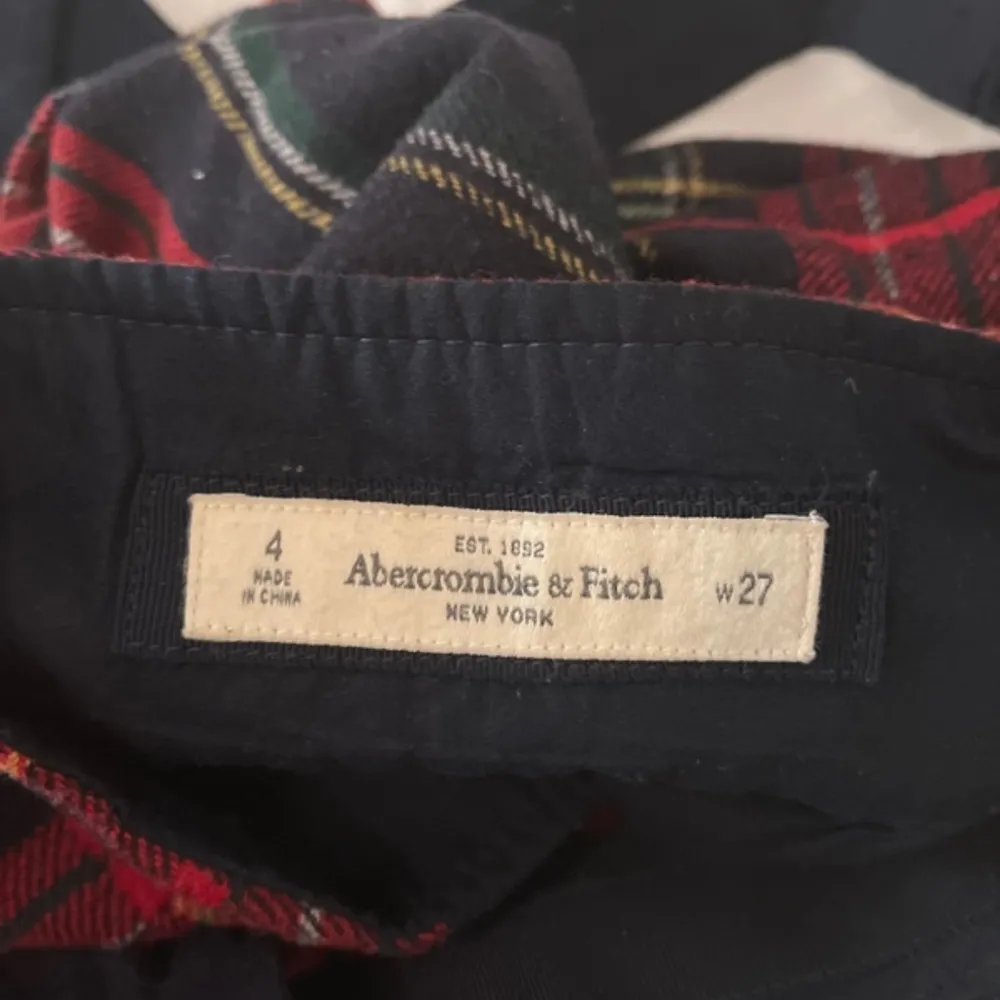 4
MADE
IN CHINA
EST. 1892
Abercrombie & Fitch
NEW YORK
W27